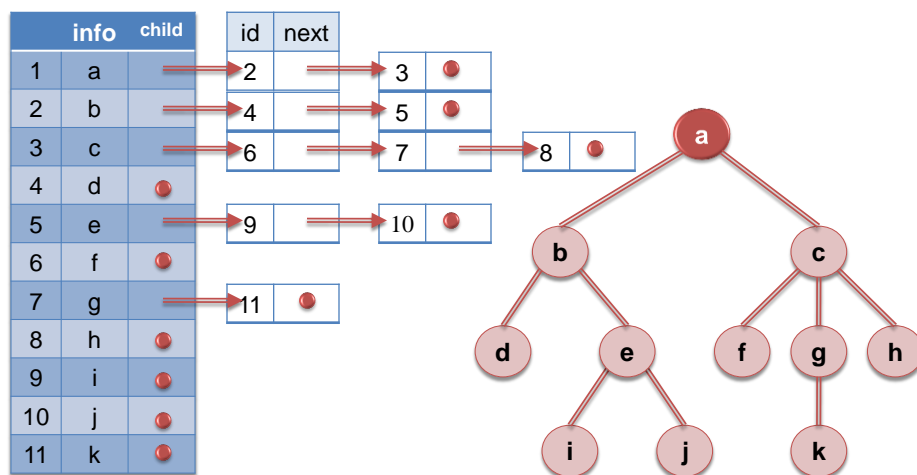 info child id next
1 a 2 3
2 b 4 5
3 c 6 7 8
4 d
5 e 9 10
6 f
7 g 11
8 h
9 i
10 j
11 k
a
b c
d e f g h
i j k